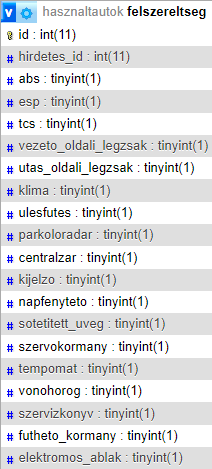 v hasznaltautok felszereltseg
id : int(11)
# hirdetes_id : int(11)
# abs : tinyint(1)
# esp : tinyint(1)
# tcs : tinyint(1)
# vezeto_oldali_legzsak : tinyint(1)
# utas_oldali_legzsak : tinyint(1)
# klima : tinyint(1)
# ulesfutes : tinyint(1)
# parkoloradar : tinyint(1)
# centralzar : tinyint(1)
# kijelzo : tinyint(1)
# napfenyteto : tinyint(1)
# sotetitett_uveg : tinyint(1)
# szervokormany : tinyint(1)
# tempomat : tinyint(1)
# vonohorog : tinyint(1)
# szervizkonyv : tinyint(1)
# futheto_kormany : tinyint(1)
# elektromos_ablak : tinyint(1)